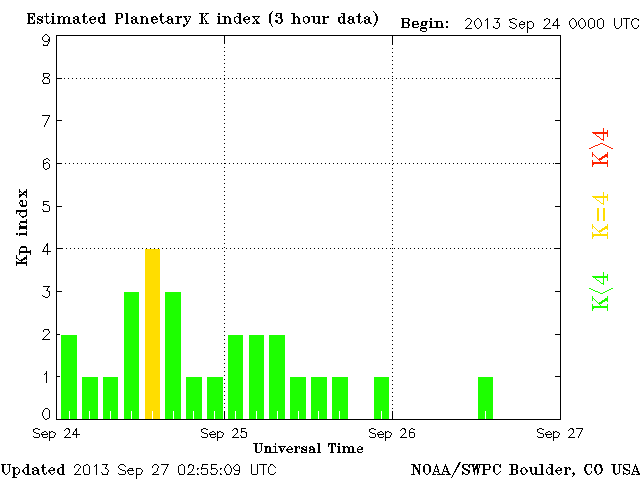 Estimated Planetary K index (3 hour data) Begin: 2013 Sep 24 0000 UTC
9
8
7
6
5
4
3
2
1
0
Kp index
Sep 24 Sep 25 Sep 26 Sep 27
Universal Time
K>4
K=4
K<4
Updated 2013 Sep 27 02:55:09 UTC NOAA/SWPC Boulder, CO USA